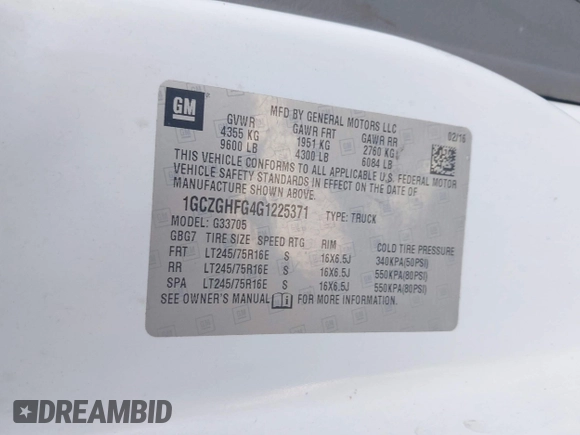 GM
MFD BY GENERAL MOTORS LLC
02/16
GVWR GAWR FRT GAWR RR
4355 KG 1951 KG 2760 KG
9600 LB 4300 LB 6084 LB
THIS VEHICLE CONFORMS TO ALL APPLICABLE U.S. FEDERAL MOTOR
VEHICLE SAFETY STANDARDS IN EFFECT ON THE DATE OF
MANUFACTURE SHOWN ABOVE.
1GCZGHFG4G1225371 TYPE: TRUCK
MODEL: G33705
GBG7 TIRE SIZE SPEED RTG RIM COLD TIRE PRESSURE
FRT LT245/75R16E S 16X6.5J 340KPA(50PSI)
RR LT245/75R16E S 16X6.5J 550KPA(80PSI)
SPA LT245/75R16E S 16X6.5J 550KPA(80PSI)
SEE OWNER'S MANUAL FOR MORE INFORMATION.
DREAMBID